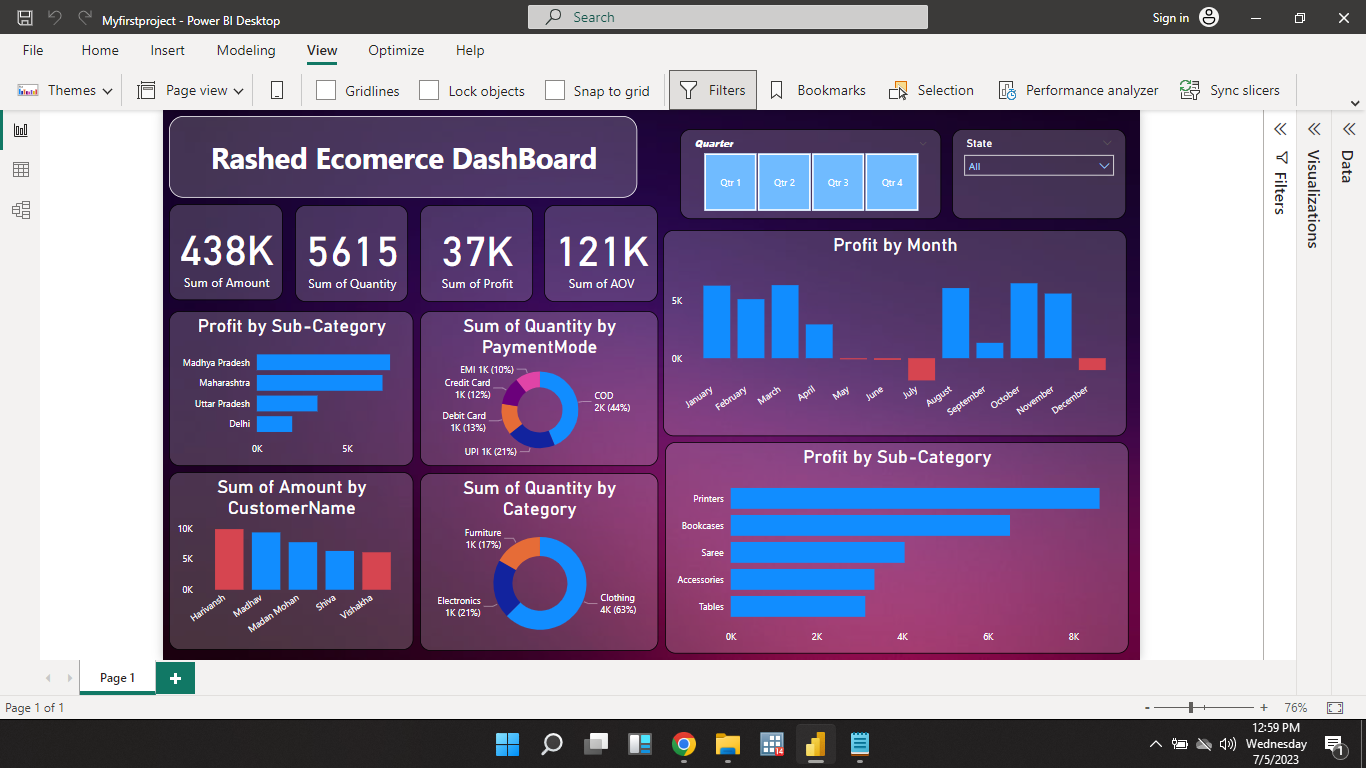 Myfirstproject - Power BI Desktop
Search
Sign in
File
Home
Insert
Modeling
View
Optimize
Help
Themes
Page view
Gridlines
Lock objects
Snap to grid
Filters
Bookmarks
Selection
Performance analyzer
Sync slicers
Rashed Ecomerce DashBoard
Quarter
Qtr 1
Qtr 2
Qtr 3
Qtr 4
State
All
438K
Sum of Amount
5615
Sum of Quantity
37K
Sum of Profit
121K
Sum of AOV
Profit by Month
5K
0K
January
February
March
April
May
June
July
August
September
October
November
December
Profit by Sub-Category
Madhya Pradesh
Maharashtra
Uttar Pradesh
Delhi
0K
5K
Sum of Quantity by
PaymentMode
EMI 1K (10%)
Credit Card
1K (12%)
Debit Card
1K (13%)
UPI 1K (21%)
COD
2K (44%)
Profit by Sub-Category
Printers
Bookcases
Saree
Accessories
Tables
0K
2K
4K
6K
8K
Sum of Amount by
CustomerName
10K
5K
0K
Harivansh
Madhav
Madan Mohan
Shiva
Vishakha
Sum of Quantity by
Category
Furniture
1K (17%)
Electronics
1K (21%)
Clothing
4K (63%)
Filters
Visualizations
Data
Page 1
Page 1 of 1
76%
14
12:59 PM
Wednesday
7/5/2023
1